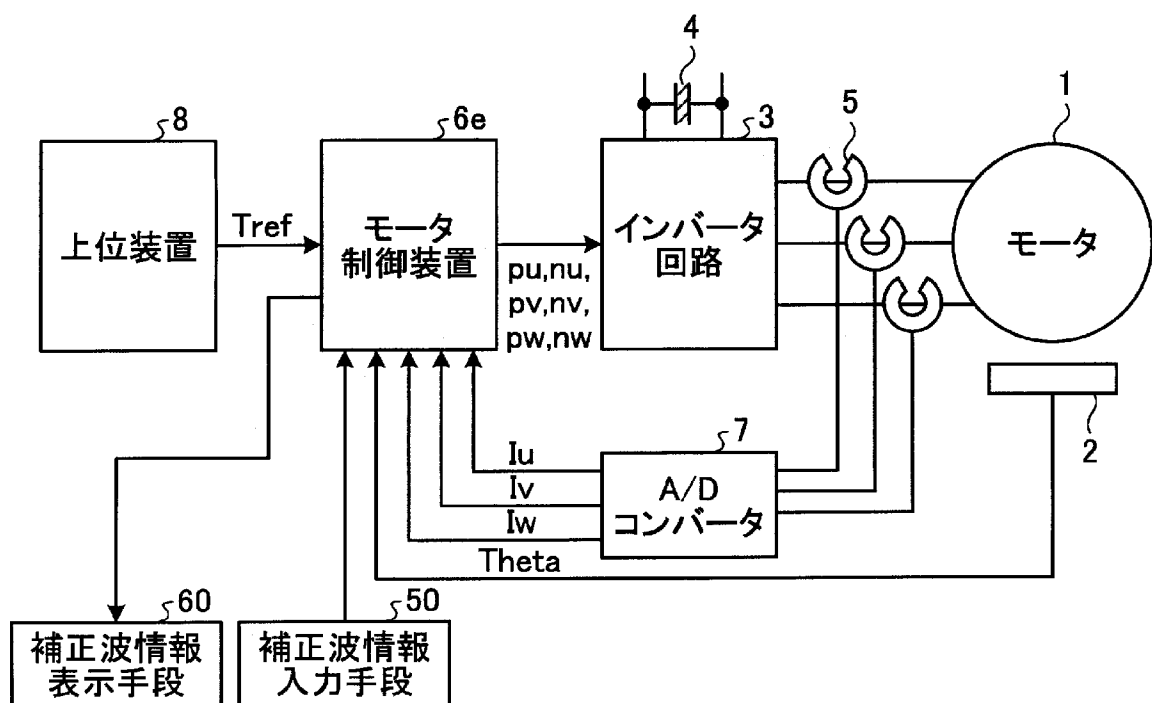 4
8
6e
3
5
1
上位装置
Tref
モータ
制御装置
pu,nu,
pv,nv,
pw,nw
インバータ
回路
モータ
2
7
Iu
Iv
Iw
Theta
A/D
コンバータ
60
50
補正波情報
表示手段
補正波情報
入力手段